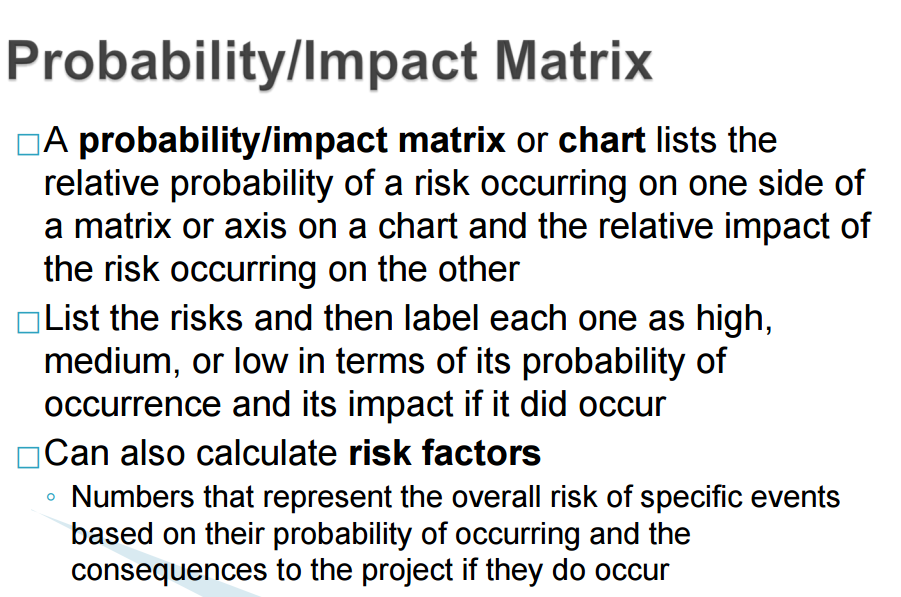 Probability/Impact Matrix
□A probability/impact matrix or chart lists the
relative probability of a risk occurring on one side of
a matrix or axis on a chart and the relative impact of
the risk occurring on the other
□List the risks and then label each one as high,
medium, or low in terms of its probability of
occurrence and its impact if it did occur
□Can also calculate risk factors
◦ Numbers that represent the overall risk of specific events
based on their probability of occurring and the
consequences to the project if they do occur